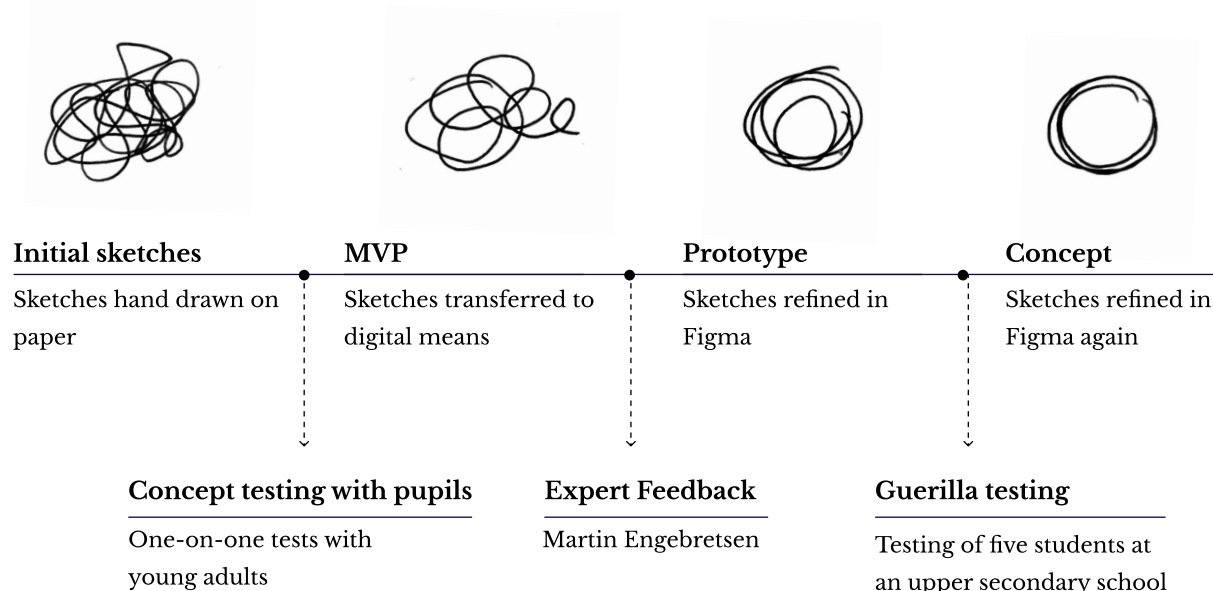 Initial sketches
Sketches hand drawn on
paper
MVP
Sketches transferred to
digital means
Prototype
Sketches refined in
Figma
Concept
Sketches refined in
Figma again
Concept testing with pupils
One-on-one tests with
young adults
Expert Feedback
Martin Engebretsen
Guerilla testing
Testing of five students at
an upper secondary school